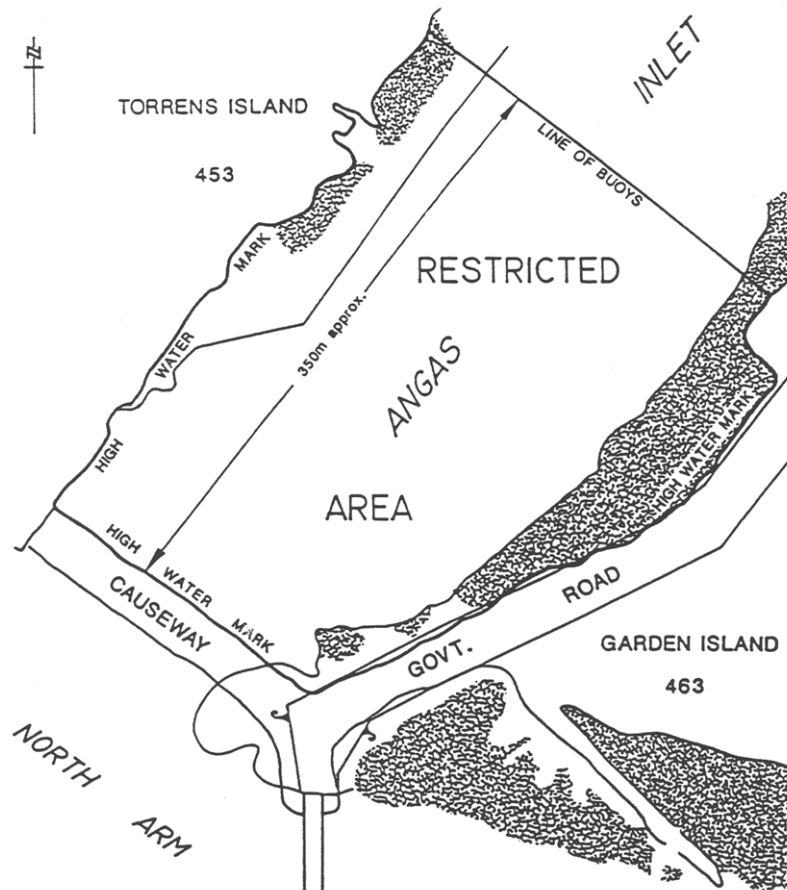 N
INLET
TORRENS ISLAND
453
LINE OF BUOYS
RESTRICTED
HIGH WATER MARK
350m approx.
ANGAS
HIGH WATER MARK
AREA
HIGH WATER MARK
CAUSEWAY
GOVT. ROAD
GARDEN ISLAND
463
NORTH ARM